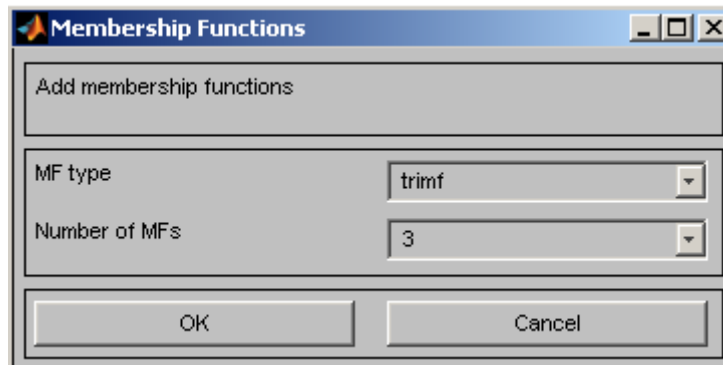 Membership Functions
Add membership functions
MF type
trimf
Number of MFs
3
OK
Cancel